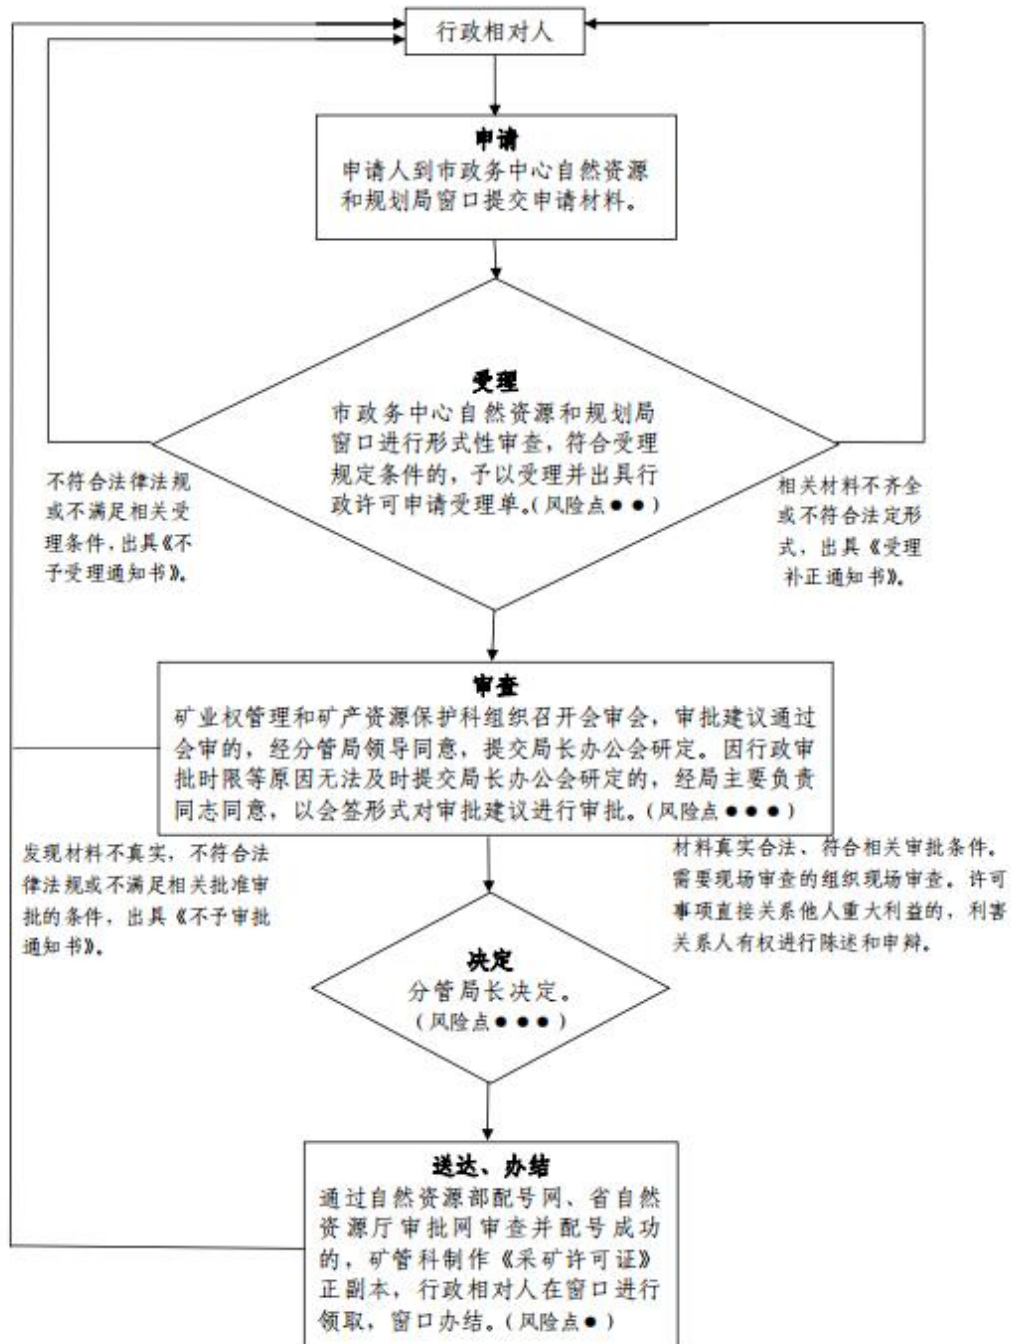 行政相对人
申请
申请人到市政务中心自然资源
和规划局窗口提交申请材料。
受理
市政务中心自然资源和规划局
窗口进行形式性审查，符合受理
规定条件的，予以受理并出具行
政许可申请受理单。(风险点●●)
不符合法律法规
或不满足相关受
理条件，出具《不
予受理通知书》。
相关材料不齐全
或不符合法定形
式，出具《受理
补正通知书》。
审查
矿业权管理和矿产资源保护科组织召开会审会，审批建议通过
会审的，经分管局领导同意，提交局长办公会研定。因行政审
批时限等原因无法及时提交局长办公会研定的，经局主要负责
同志同意，以会签形式对审批建议进行审批。(风险点●●●)
发现材料不真实，不符合法
律法规或不满足相关批准审
批的条件，出具《不予审批
通知书》。
材料真实合法、符合相关审批条件。
需要现场审查的组织现场审查。许可
事项直接关系他人重大利益的，利害
关系人有权进行陈述和申辩。
决定
分管局长决定。
(风险点●●●)
送达、办结
通过自然资源部配号网、省自然
资源厅审批网审查并配号成功
的，矿管科制作《采矿许可证》
正副本，行政相对人在窗口进行
领取，窗口办结。(风险点●)